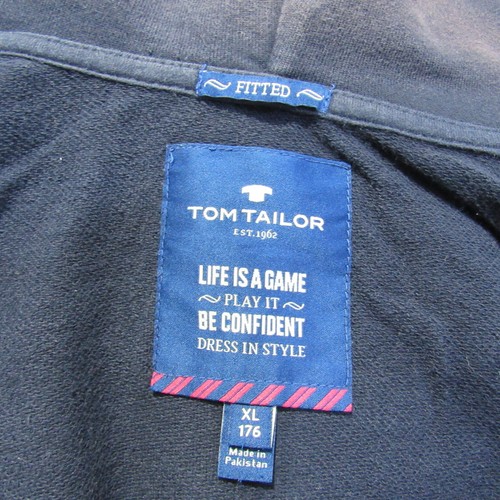 FITTED
TOM TAILOR
EST.1962
LIFE IS A GAME
~ PLAY IT ~
BE CONFIDENT
DRESS IN STYLE
XL
176
Made in
Pakistan